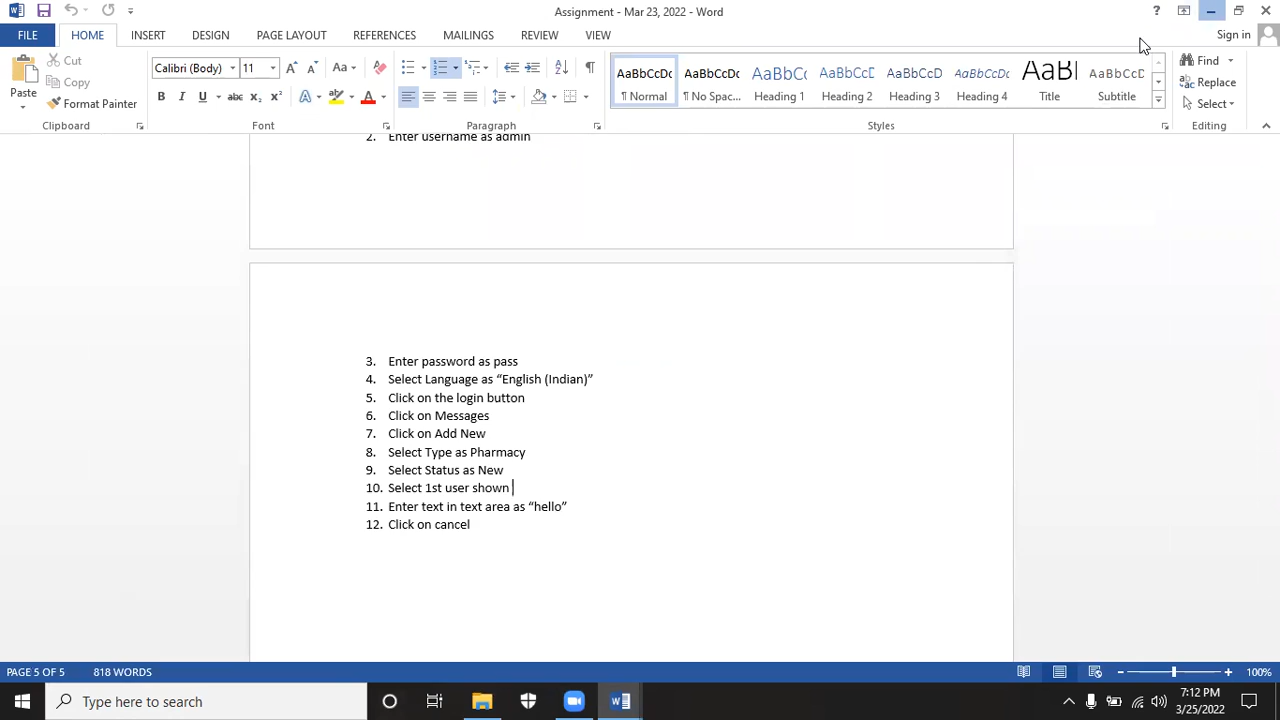 Assignment - Mar 23, 2022 - Word
FILE HOME INSERT DESIGN PAGE LAYOUT REFERENCES MAILINGS REVIEW VIEW Sign in
Paste
Cut
Copy
Format Painter
Calibri (Body) 11
AaBbCcDc
¶ Normal
AaBbCcDc
¶ No Spac...
AaBbCc
Heading 1
AaBbCcD
Heading 2
AaBbCcD
Heading 3
AaBbCcDc
Heading 4
AaBl
Title
AaBbCcD
Subtitle
Find
Replace
Select
Clipboard Font Paragraph Styles Editing
2. Enter username as admin
3. Enter password as pass
4. Select Language as “English (Indian)”
5. Click on the login button
6. Click on Messages
7. Click on Add New
8. Select Type as Pharmacy
9. Select Status as New
10. Select 1st user shown
11. Enter text in text area as “hello”
12. Click on cancel
PAGE 5 OF 5 818 WORDS 100%
Type here to search
7:12 PM
3/25/2022